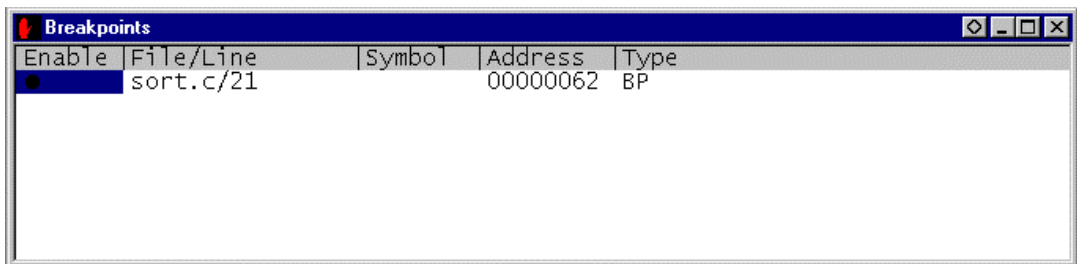 Breakpoints
Enable |File/Line |Symbol |Address |Type
sort.c/21 00000062 BP